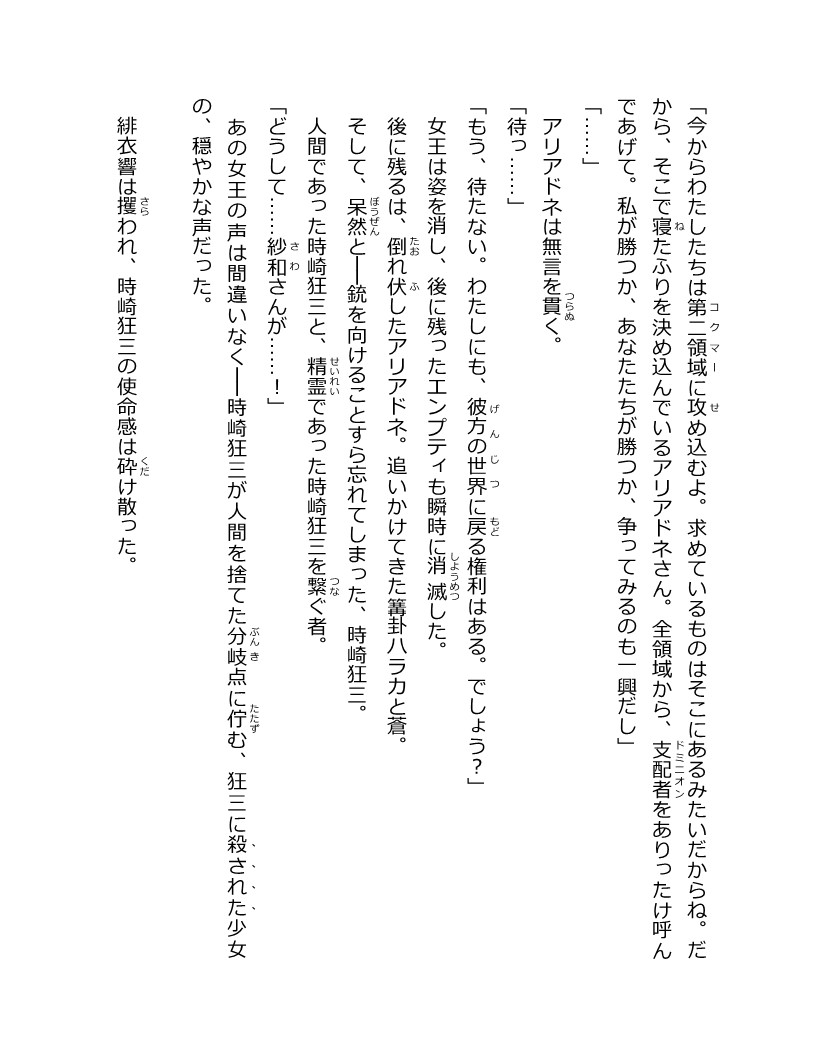 「今からわたしたちは第二領域に攻め込むよ。求めているものはそこにあるみたいだからね。だ
から、そこで寝たふりを決め込んでいるアリアドネさん。全領域から、支配者をありったけ呼ん
であげて。私が勝つか、あなたたちが勝つか、争ってみるのも一興だし」
「……」
アリアドネは無言を貫く。
「待っ……」
「もう、待たない。わたしにも、彼方の世界に戻る権利はある。でしょう？」
女王は姿を消し、後に残ったエンプティも瞬時に消滅した。
後に残るは、倒れ伏したアリアドネ。追いかけてきた篝卦ハラカと蒼。
そして、呆然と――銃を向けることすら忘れてしまった、時崎狂三。
人間であった時崎狂三と、精霊であった時崎狂三を繋ぐ者。
「どうして……紗和さんが……！」
あの女王の声は間違いなく――時崎狂三が人間を捨てた分岐点に佇む、狂三に殺された少女
の、穏やかな声だった。
緋衣響は攫われ、時崎狂三の使命感は砕け散った。